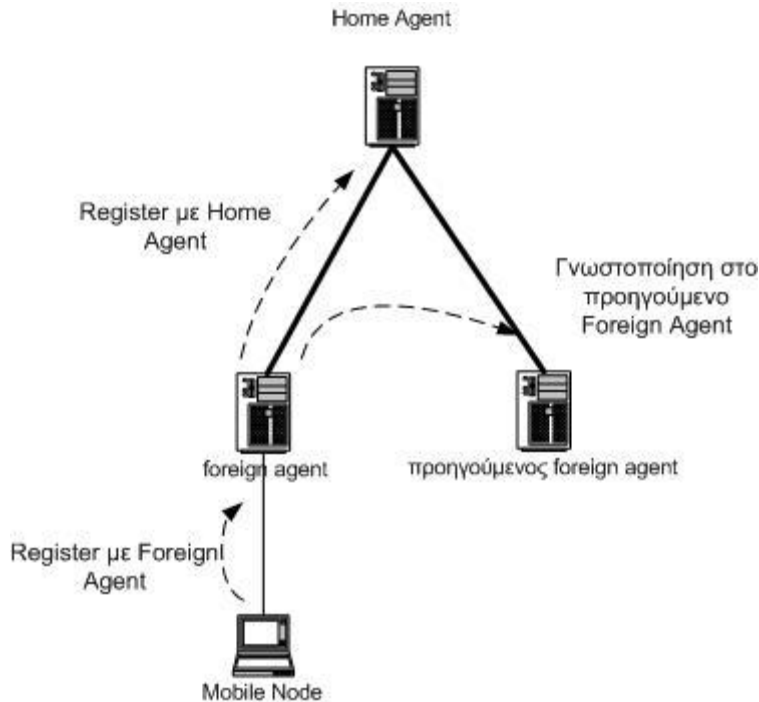 Home Agent
Register με Home
Agent
Γνωστοποίηση στο
προηγούμενο
Foreign Agent
foreign agent
προηγούμενος foreign agent
Register με Foreignl
Agent
Mobile Node